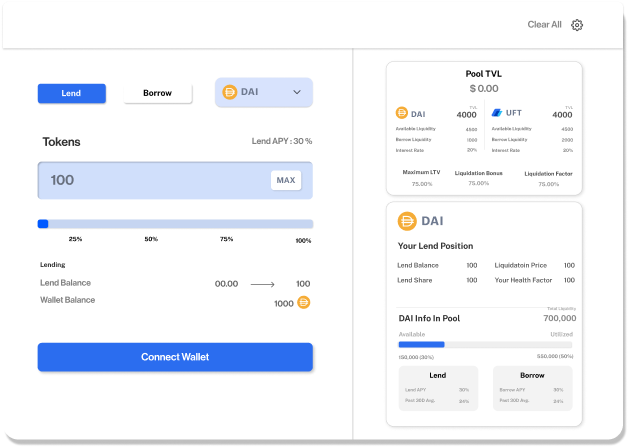 Clear All
Lend Borrow DAI
Tokens Lend APY : 30 %
100 MAX
25% 50% 75% 100%
Lending
Lend Balance 00.00 100
Wallet Balance 1000
Connect Wallet
Pool TVL
$ 0.00
DAI TVL 4000 UFT TVL 4000
Available Liquidity 4500 Available Liquidity 4500
Borrow Liquidity 1000 Borrow Liquidity 2000
Interest Rate 20% Interest Rate 30%
Maximum LTV Liquidation Bonus Liquidation Factor
75.00% 75.00% 75.00%
DAI
Your Lend Position
Lend Balance 100 Liquidatoin Price 100
Lend Share 100 Your Health Factor 100
Total Liquidity
DAI Info In Pool 700,000
Available Utilized
150,000 (30%) 550,000 (50%)
Lend Borrow
Lend APY 30% Borrow APY
Past 300 Avg. Past 300 Avg. 24%